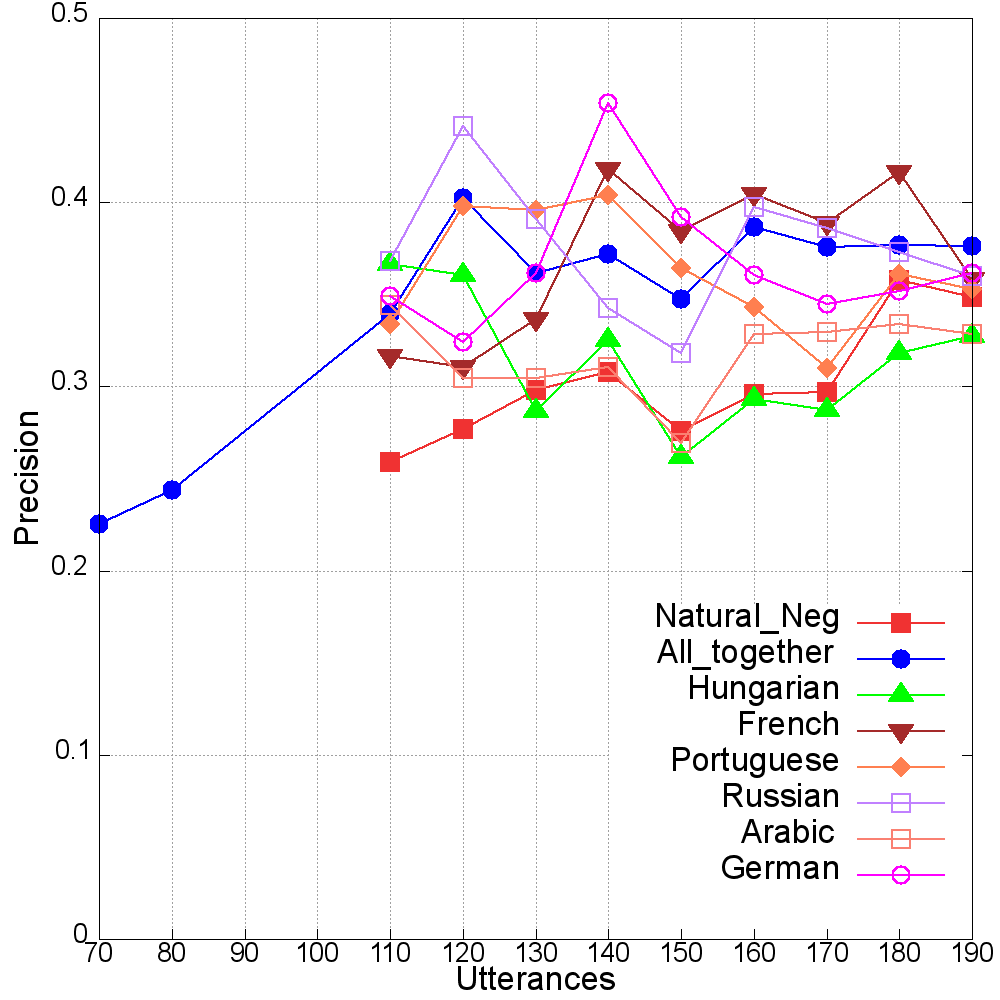 0.5
0.4
0.3
0.2
0.1
0
Precision
70 80 90 100 110 120 130 140 150 160 170 180 190
Utterances
Natural_Neg
All_together
Hungarian
French
Portuguese
Russian
Arabic
German